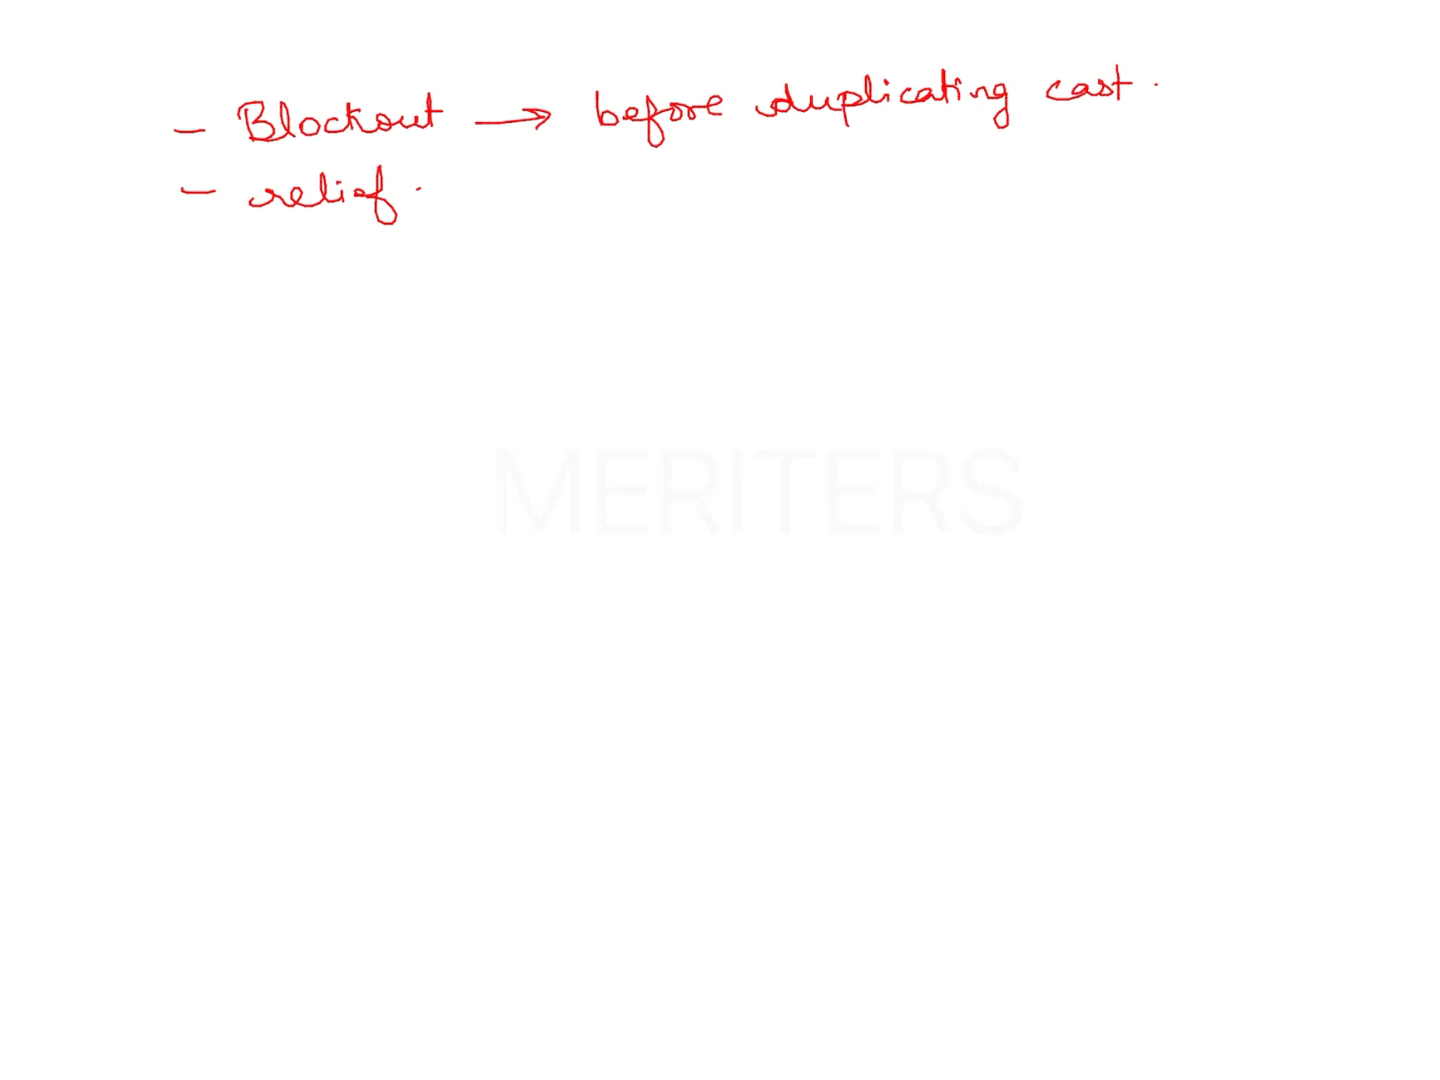 - Blockout → before duplicating cast.
- relief.
MERITERS